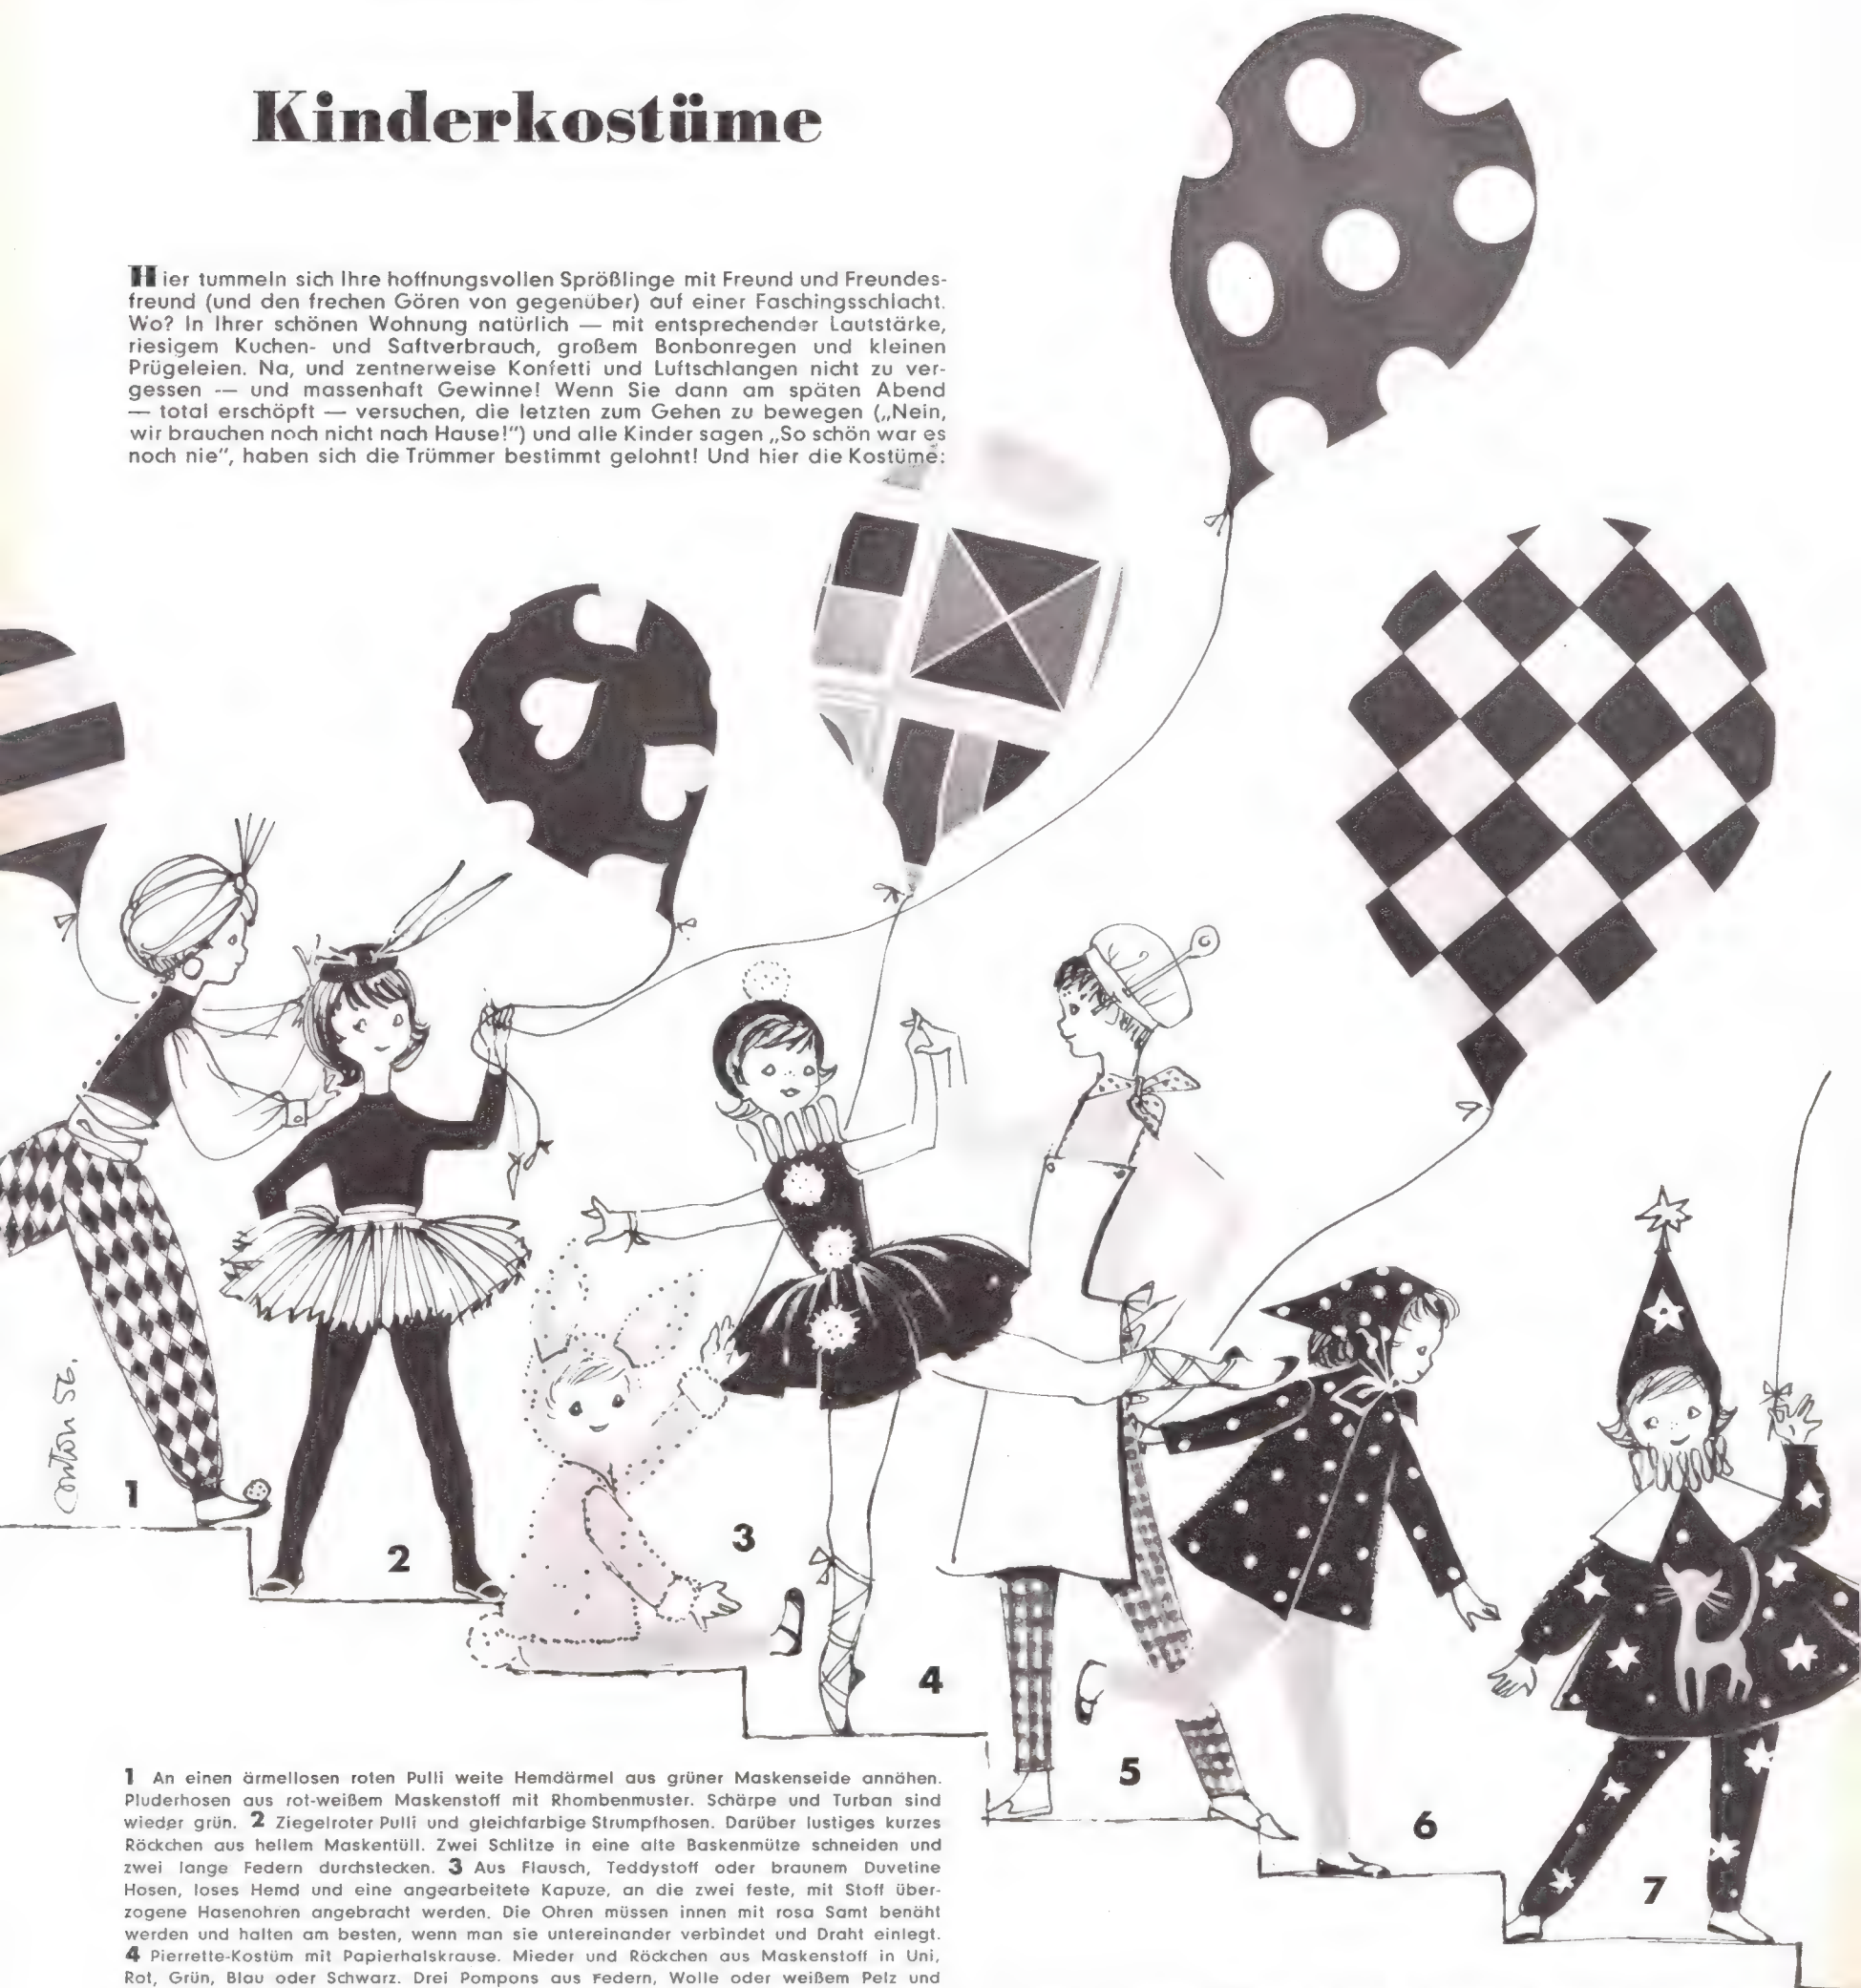 Kinderkostüme
Hier tummeln sich Ihre hoffnungsvollen Sprößlinge mit Freund und Freundes-
freund (und den frechen Gören von gegenüber) auf einer Faschingsschlacht.
Wo? In Ihrer schönen Wohnung natürlich — mit entsprechender Lautstärke,
riesigem Kuchen- und Saftverbrauch, großem Bonbonregen und kleinen
Prügeleien. Na, und zentnerweise Konfetti und Luftschlangen nicht zu ver-
gessen — und massenhaft Gewinne! Wenn Sie dann am späten Abend
— total erschöpft — versuchen, die letzten zum Gehen zu bewegen („Nein,
wir brauchen noch nicht nach Hause!") und alle Kinder sagen „So schön war es
noch nie", haben sich die Trümmer bestimmt gelohnt! Und hier die Kostüme:
1
2
3
4
5
6
7
1 An einen ärmellosen roten Pulli weite Hemdärmel aus grüner Maskenseide annähen.
Pluderhosen aus rot-weißem Maskenstoff mit Rhombenmuster. Schärpe und Turban sind
wieder grün. 2 Ziegelroter Pulli und gleichfarbige Strumpfhosen. Darüber lustiges kurzes
Röckchen aus hellem Maskentüll. Zwei Schlitze in eine alte Baskenmütze schneiden und
zwei lange Federn durchstecken. 3 Aus Flausch, Teddystoff oder braunem Duvetine
Hosen, loses Hemd und eine angearbeitete Kapuze, an die zwei feste, mit Stoff über-
zogene Hasenohren angebracht werden. Die Ohren müssen innen mit rosa Samt benäht
werden und halten am besten, wenn man sie untereinander verbindet und Draht einlegt.
4 Pierrette-Kostüm mit Papierhalskrause. Mieder und Röckchen aus Maskenstoff in Uni,
Rot, Grün, Blau oder Schwarz. Drei Pompons aus Federn, Wolle oder weißem Pelz und